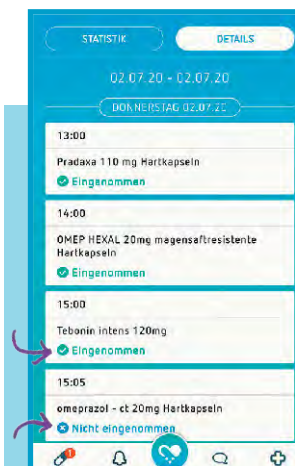 STATISTIK
DETAILS
02.07.20 - 02.07.20
DONNERSTAG 02.07.20
13:00
Pradaxa 110 mg Hartkapseln
Eingenommen
14:00
OMEP HEXAL 20mg magensaftresistente
Hartkapseln
Eingenommen
15:00
Tebonin intens 120mg
Eingenommen
15:05
omeprazol - ct 20mg Hartkapseln
Nicht eingenommen